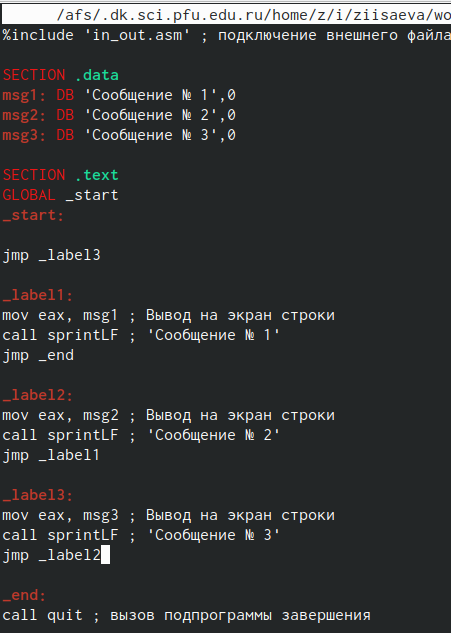 /afs/.dk.sci.pfu.edu.ru/home/z/i/ziisaeva/wo
%include 'in_out.asm' ; подключение внешнего файла
SECTION .data
msg1: DB 'Сообщение № 1',0
msg2: DB 'Сообщение № 2',0
msg3: DB 'Сообщение № 3',0
SECTION .text
GLOBAL _start
_start:
jmp _label3
_label1:
mov eax, msg1 ; Вывод на экран строки
call sprintLF ; 'Сообщение № 1'
jmp _end
_label2:
mov eax, msg2 ; Вывод на экран строки
call sprintLF ; 'Сообщение № 2'
jmp _label1
_label3:
mov eax, msg3 ; Вывод на экран строки
call sprintLF ; 'Сообщение № 3'
jmp _label2
_end:
call quit ; вызов подпрограммы завершения